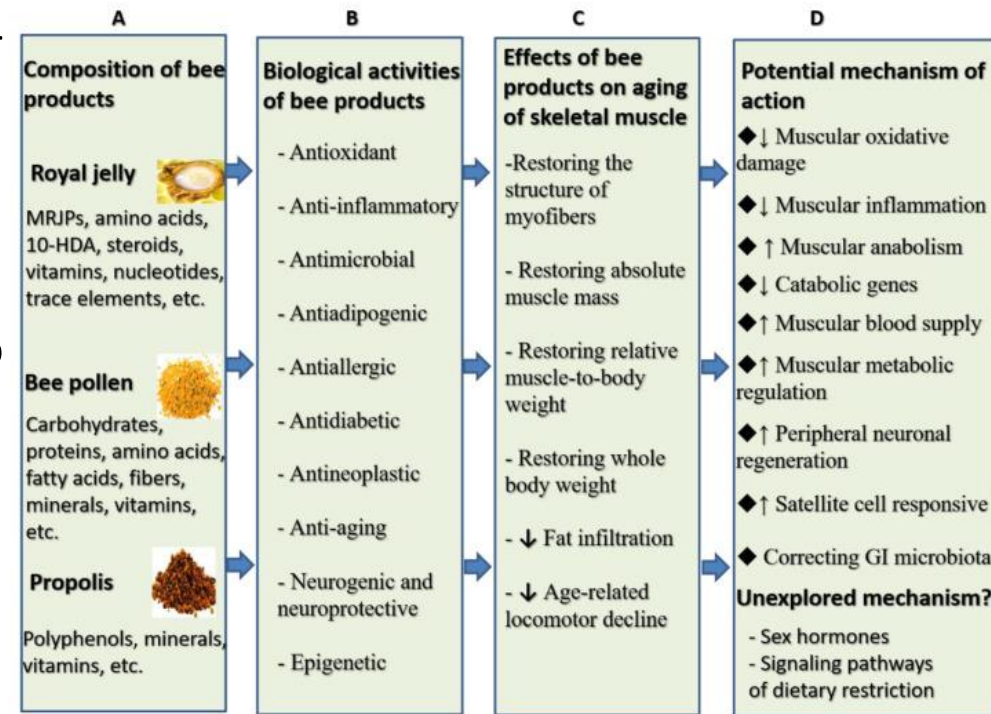 A
B
C
D
Composition of bee
products
Royal jelly
MRJPs, amino acids,
10-HDA, steroids,
vitamins, nucleotides,
trace elements, etc.
Bee pollen
Carbohydrates,
proteins, amino acids,
fatty acids, fibers,
minerals, vitamins,
etc.
Propolis
Polyphenols, minerals,
vitamins, etc.
Biological activities
of bee products
- Antioxidant
- Anti-inflammatory
- Antimicrobial
- Antiadipogenic
- Antiallergic
- Antidiabetic
- Antineoplastic
- Anti-aging
- Neurogenic and
neuroprotective
- Epigenetic
Effects of bee
products on aging
of skeletal muscle
-Restoring the
structure of
myofibers
- Restoring absolute
muscle mass
- Restoring relative
muscle-to-body
weight
- Restoring whole
body weight
- ↓ Fat infiltration
- ↓ Age-related
locomotor decline
Potential mechanism of
action
◆↓ Muscular oxidative
damage
◆↓ Muscular inflammation
◆ ↑ Muscular anabolism
◆↓ Catabolic genes
◆↑ Muscular blood supply
◆↑ Muscular metabolic
regulation
◆↑ Peripheral neuronal
regeneration
◆↑ Satellite cell responsive
◆ Correcting GI microbiota
Unexplored mechanism?
- Sex hormones
- Signaling pathways
of dietary restriction